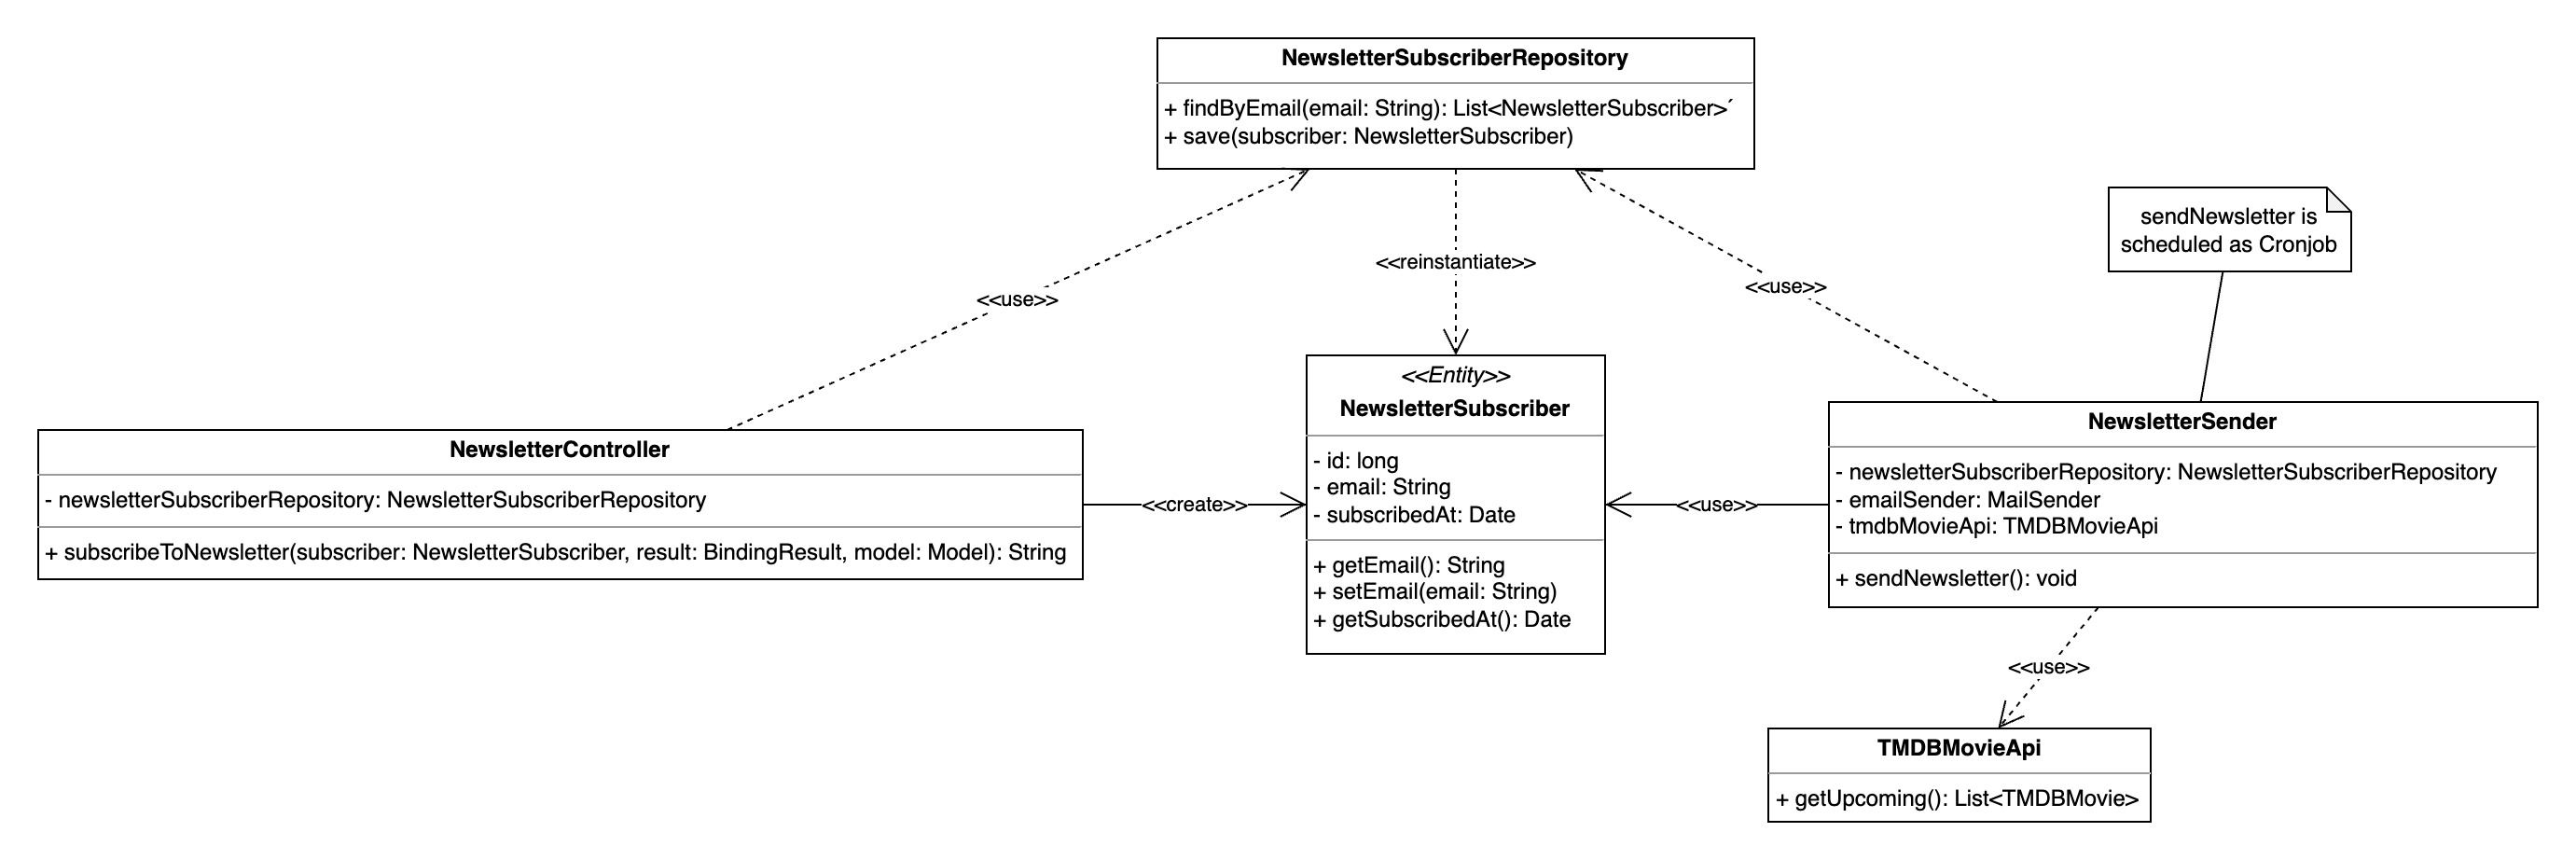 NewsletterSubscriberRepository
+ findByEmail(email: String): List<NewsletterSubscriber>´
+ save(subscriber: NewsletterSubscriber)
sendNewsletter is
scheduled as Cronjob
<<use>>
<<reinstantiate>>
<<use>>
NewsletterController
- newsletterSubscriberRepository: NewsletterSubscriberRepository
+ subscribeToNewsletter(subscriber: NewsletterSubscriber, result: BindingResult, model: Model): String
<<create>>
<<Entity>>
NewsletterSubscriber
- id: long
- email: String
- subscribedAt: Date
+ getEmail(): String
+ setEmail(email: String)
+ getSubscribedAt(): Date
<<use>>
NewsletterSender
- newsletterSubscriberRepository: NewsletterSubscriberRepository
- emailSender: MailSender
- tmdbMovieApi: TMDBMovieApi
+ sendNewsletter(): void
<<use>>
TMDBMovieApi
+ getUpcoming(): List<TMDBMovie>